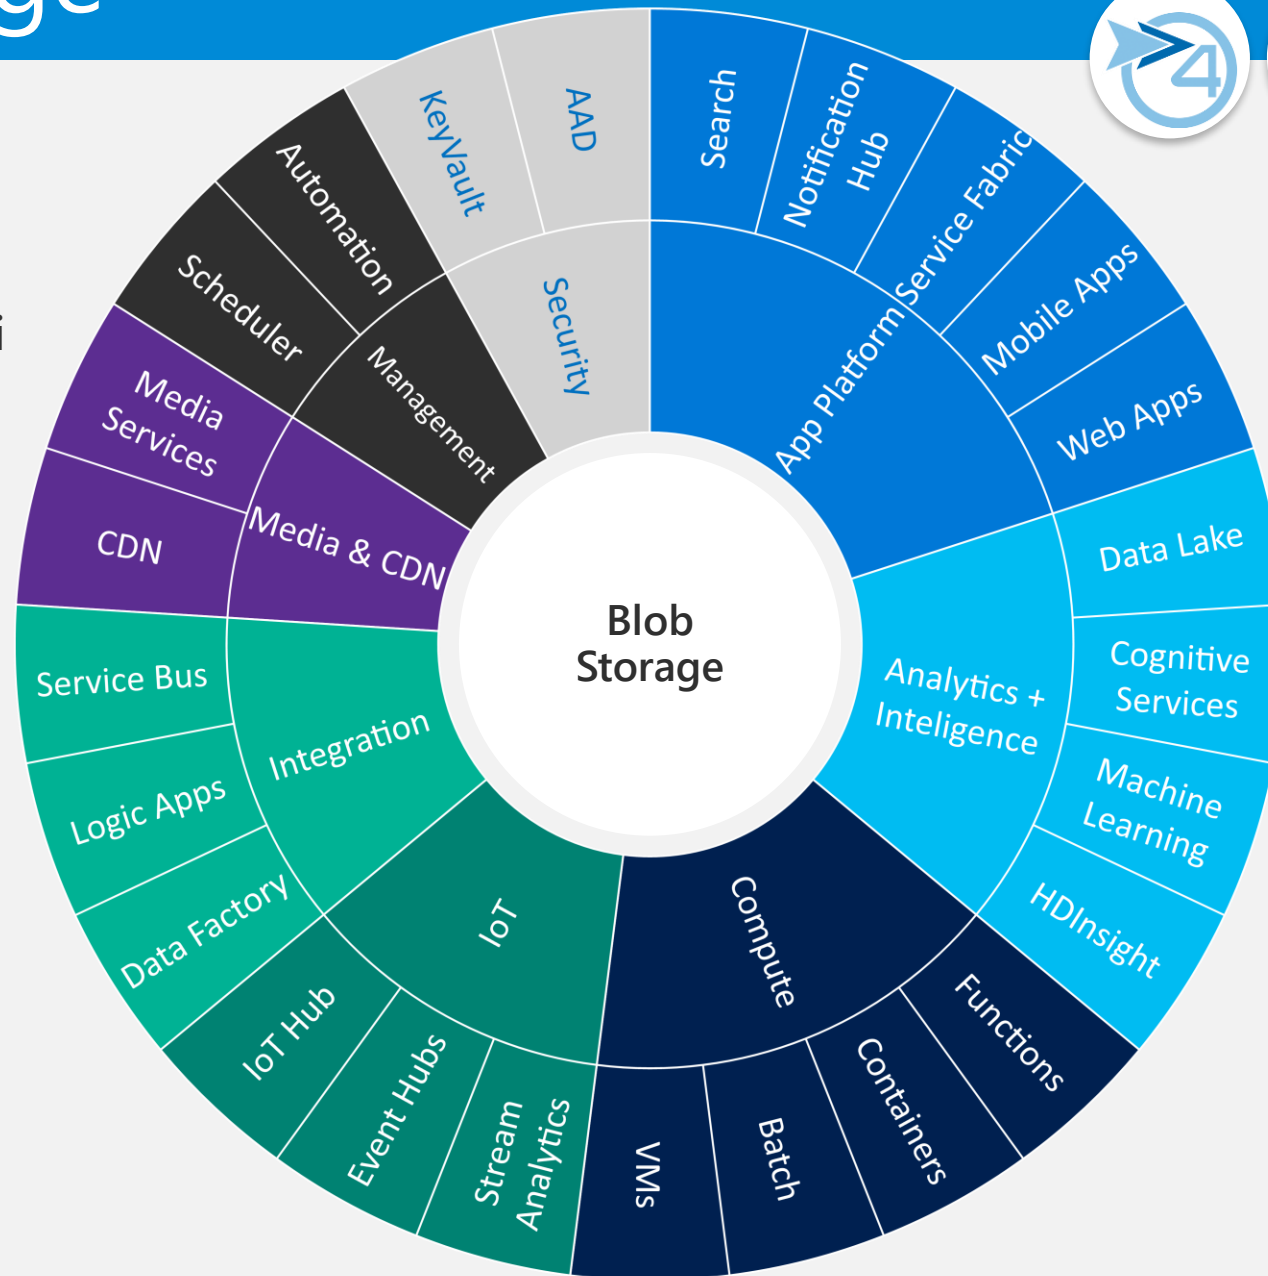 ge
4
i
Blob
Storage
App Platform
Search
Notification
Hub
Service Fabric
Mobile Apps
Web Apps
Analytics +
Inteligence
Data Lake
Cognitive
Services
Machine
Learning
HDInsight
Compute
Functions
Containers
Batch
VMs
IoT
Stream
Analytics
Event Hubs
IoT Hub
Integration
Data Factory
Logic Apps
Service Bus
Media & CDN
CDN
Media
Services
Management
Scheduler
Automation
Security
KeyVault
AAD